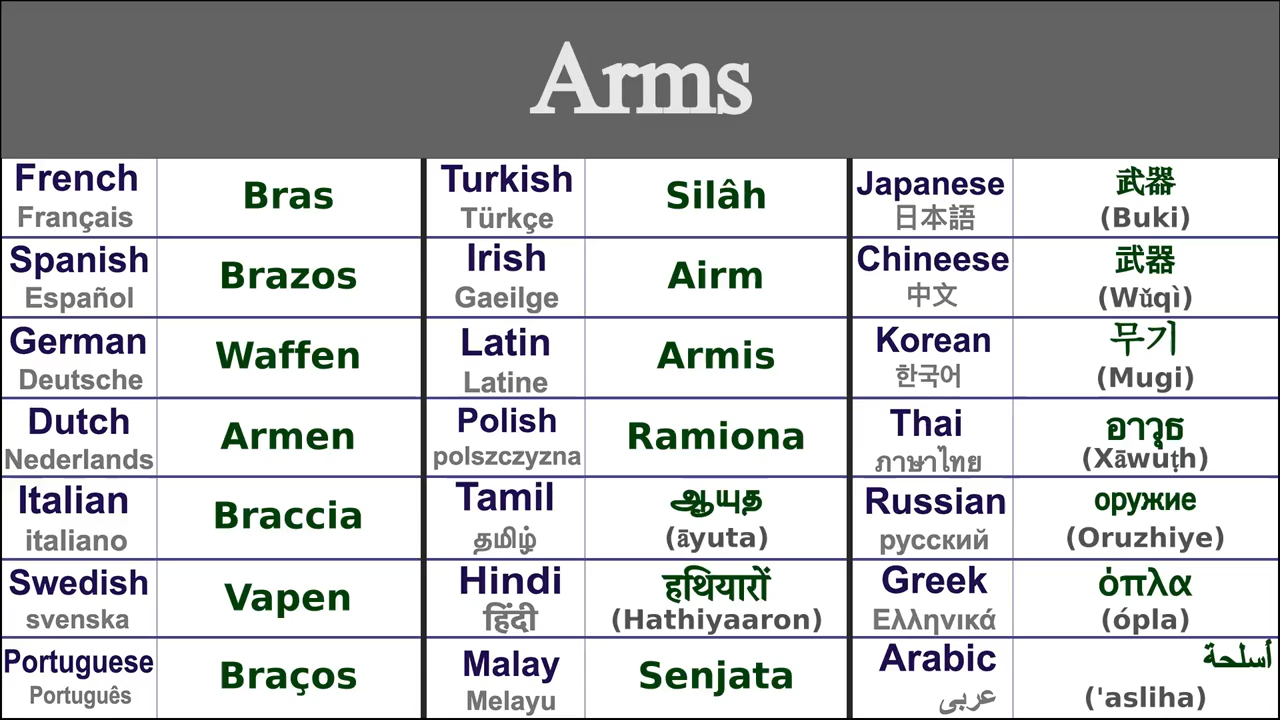 Arms
French
Français
Bras
Spanish
Español
Brazos
German
Deutsche
Waffen
Dutch
Nederlands
Armen
Italian
italiano
Braccia
Swedish
svenska
Vapen
Portuguese
Português
Braços
Turkish
Türkçe
Silâh
Irish
Gaeilge
Airm
Latin
Latine
Armis
Polish
polszczyzna
Ramiona
Tamil
தமிழ்
ஆயுத
(āyuta)
Hindi
हिंदी
हथियारों
(Hathiyaaron)
Malay
Melayu
Senjata
Japanese
日本語
武器
(Buki)
Chineese
中文
武器
(Wǔqì)
Korean
한국어
무기
(Mugi)
Thai
ภาษาไทย
อาวุธ
(Xāwuṭh)
Russian
русский
оружие
(Oruzhiye)
Greek
Ελληνικά
όπλα
(ópla)
Arabic
عربى
أسلحة
('asliha)